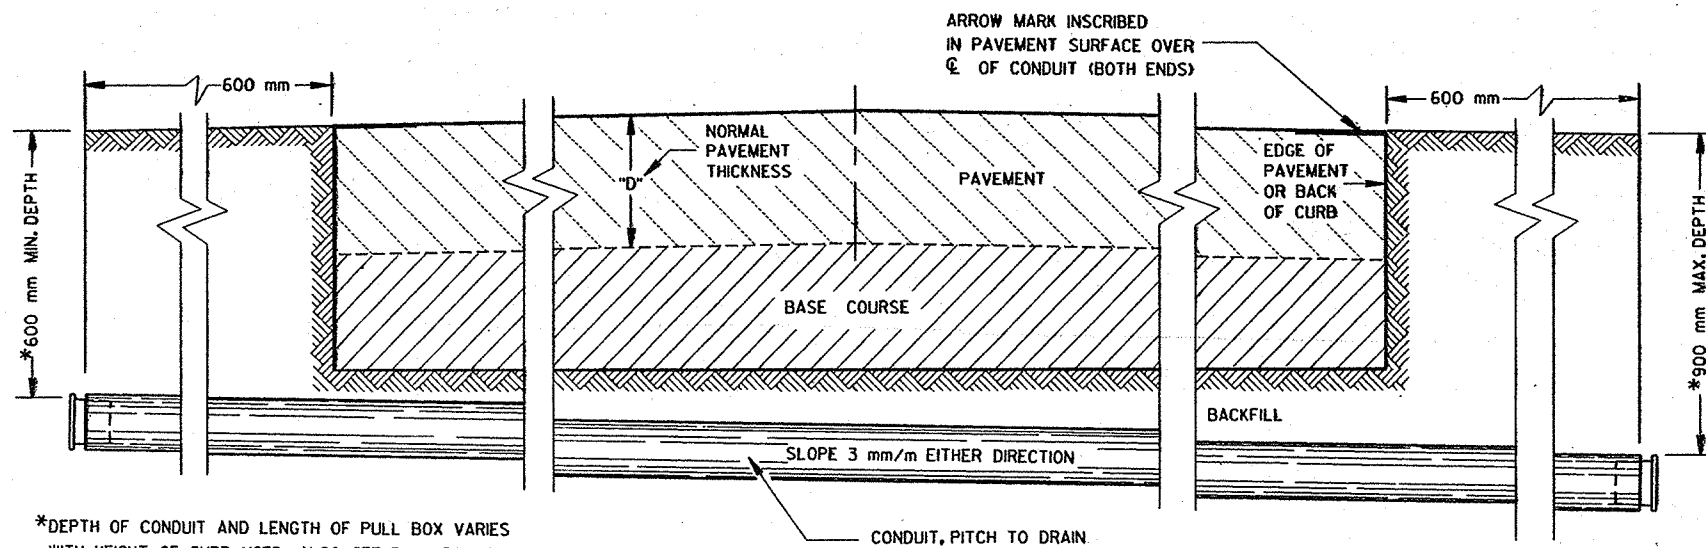 ARROW MARK INSCRIBED
IN PAVEMENT SURFACE OVER
℄ OF CONDUIT (BOTH ENDS)
600 mm
600 mm
NORMAL
PAVEMENT
THICKNESS
"D"
PAVEMENT
EDGE OF
PAVEMENT
OR BACK
OF CURB
*600 mm MIN. DEPTH
*900 mm MAX. DEPTH
BASE COURSE
BACKFILL
SLOPE 3 mm/m EITHER DIRECTION
*DEPTH OF CONDUIT AND LENGTH OF PULL BOX VARIES
CONDUIT, PITCH TO DRAIN